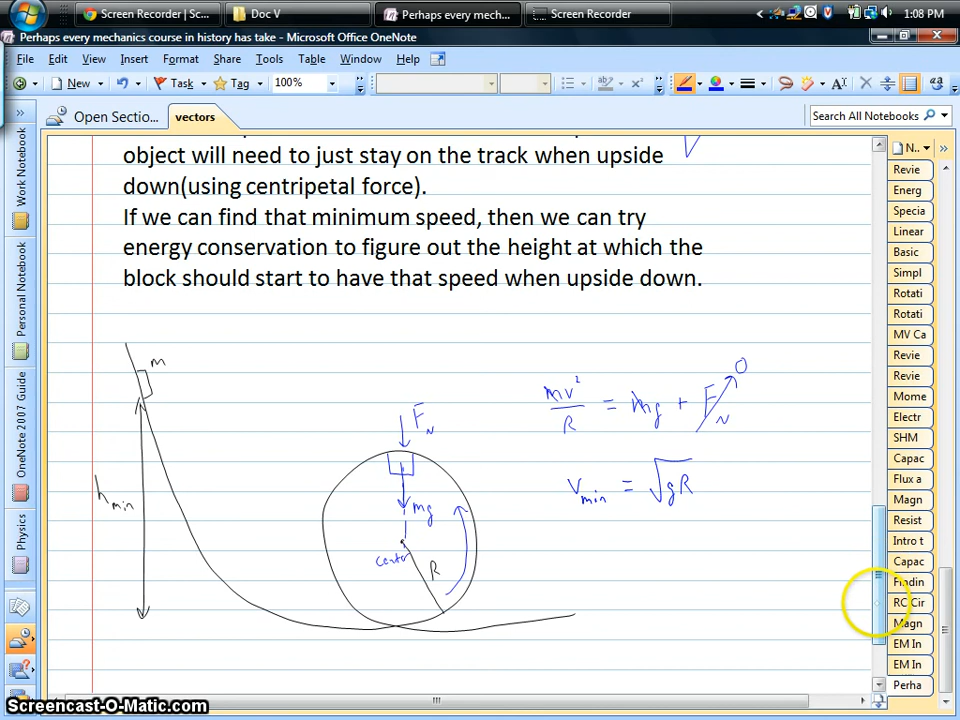 Screen Recorder | Sc...
Doc V
Perhaps every mech...
Screen Recorder
1:08 PM
Perhaps every mechanics course in history has take - Microsoft Office OneNote
File Edit View Insert Format Share Tools Table Window Help
New Task Tag 100%
Open Sectio... vectors Search All Notebooks
object will need to just stay on the track when upside
down(using centripetal force).
If we can find that minimum speed, then we can try
energy conservation to figure out the height at which the
block should start to have that speed when upside down.
m
h min
F N
mg
center
R
mv² / R = mg + F N 0
v min = √gR
Work Notebook
Personal Notebook
OneNote 2007 Guide
Physics
N..
Revie
Energ
Specia
Linear
Basic
Simpl
Rotati
Rotati
MV Ca
Revie
Revie
Mome
Electr
SHM
Capac
Flux a
Magn
Resist
Intro t
Capac
Findin
RC Cir
Magn
EM In
EM In
Perha
Screencast-O-Matic.com